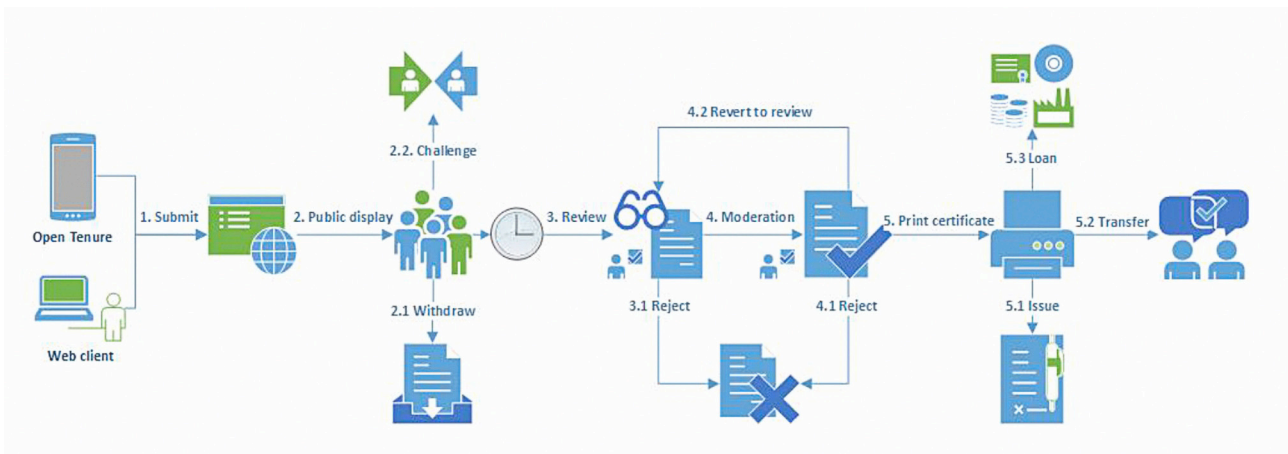 4.2 Revert to review
2.2. Challenge
5.3 Loan
1. Submit
2. Public display
3. Review
4. Moderation
5. Print certificate
5.2 Transfer
Open Tenure
2.1 Withdraw
3.1 Reject
4.1 Reject
5.1 Issue
Web client